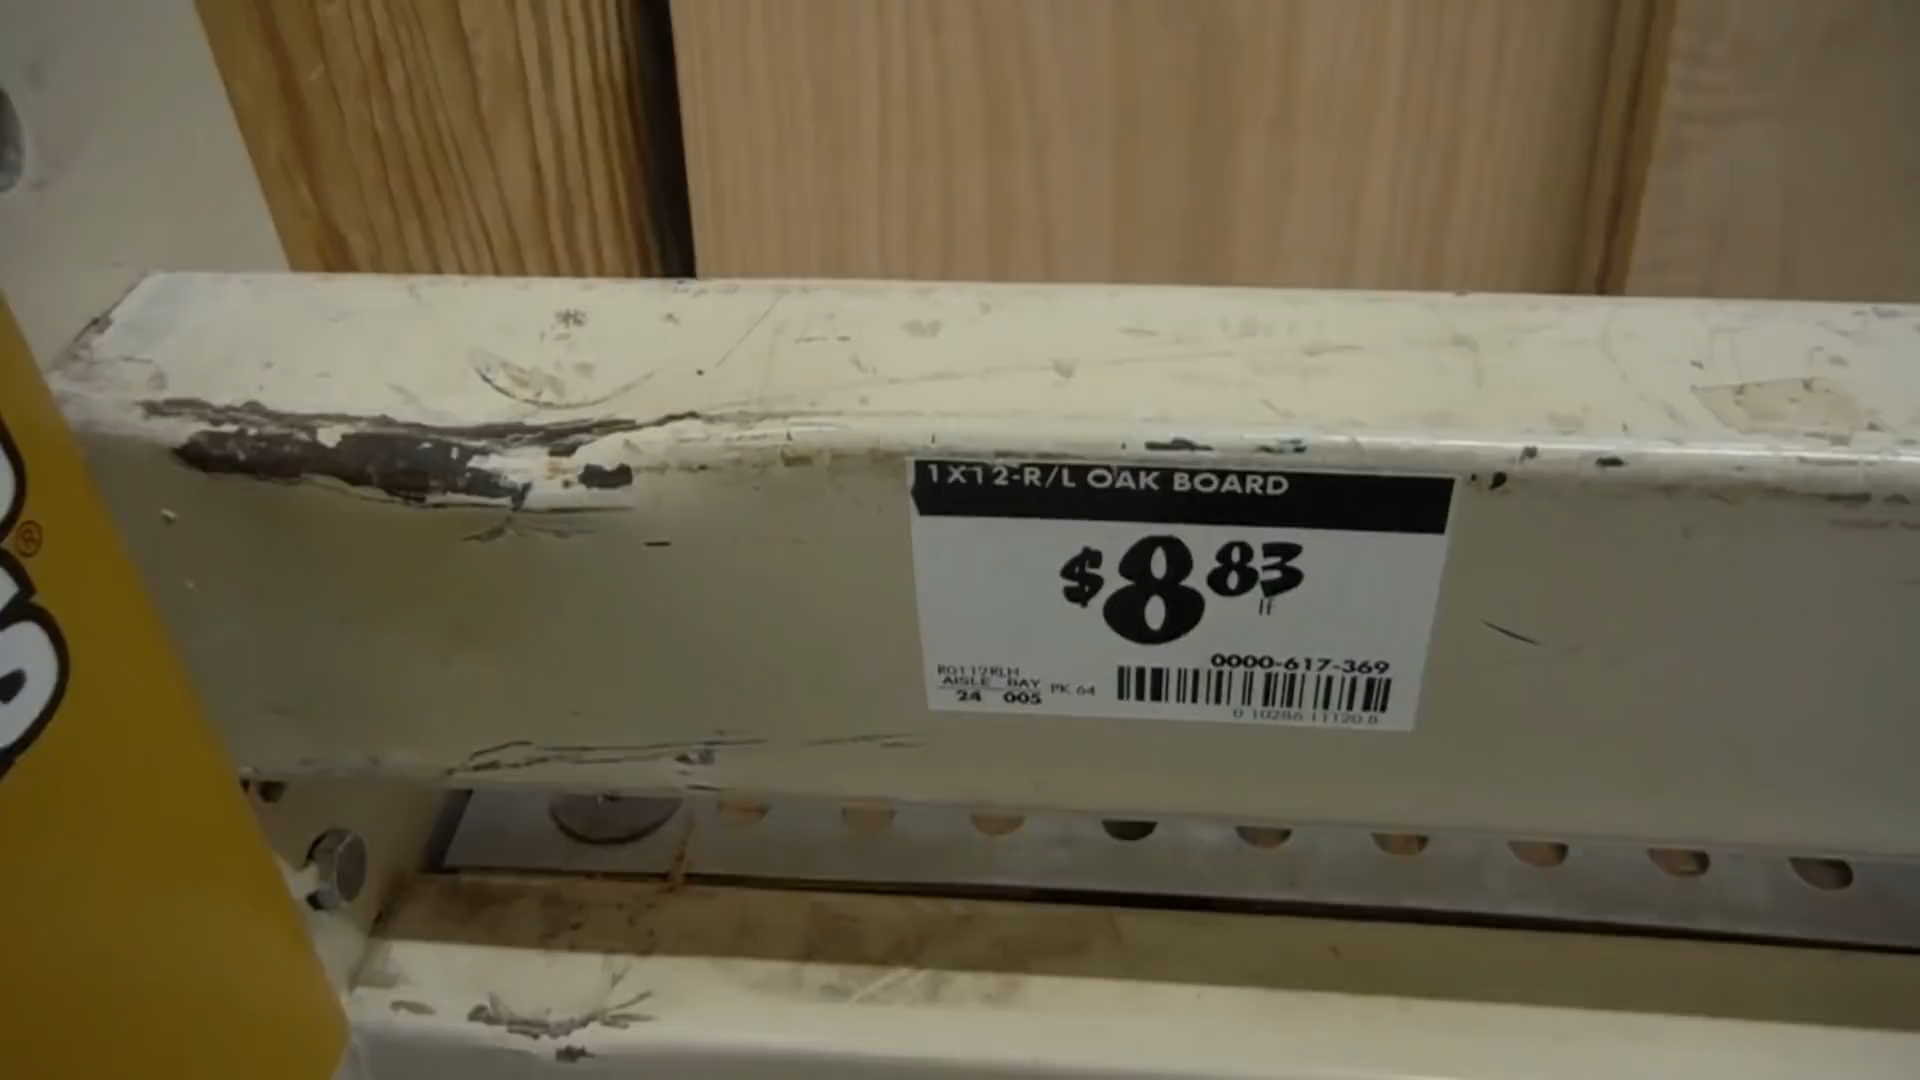 1X12-R/L OAK BOARD
$8 83
lf
0000-617-369
AISLE BAY PK 64
24 005
®